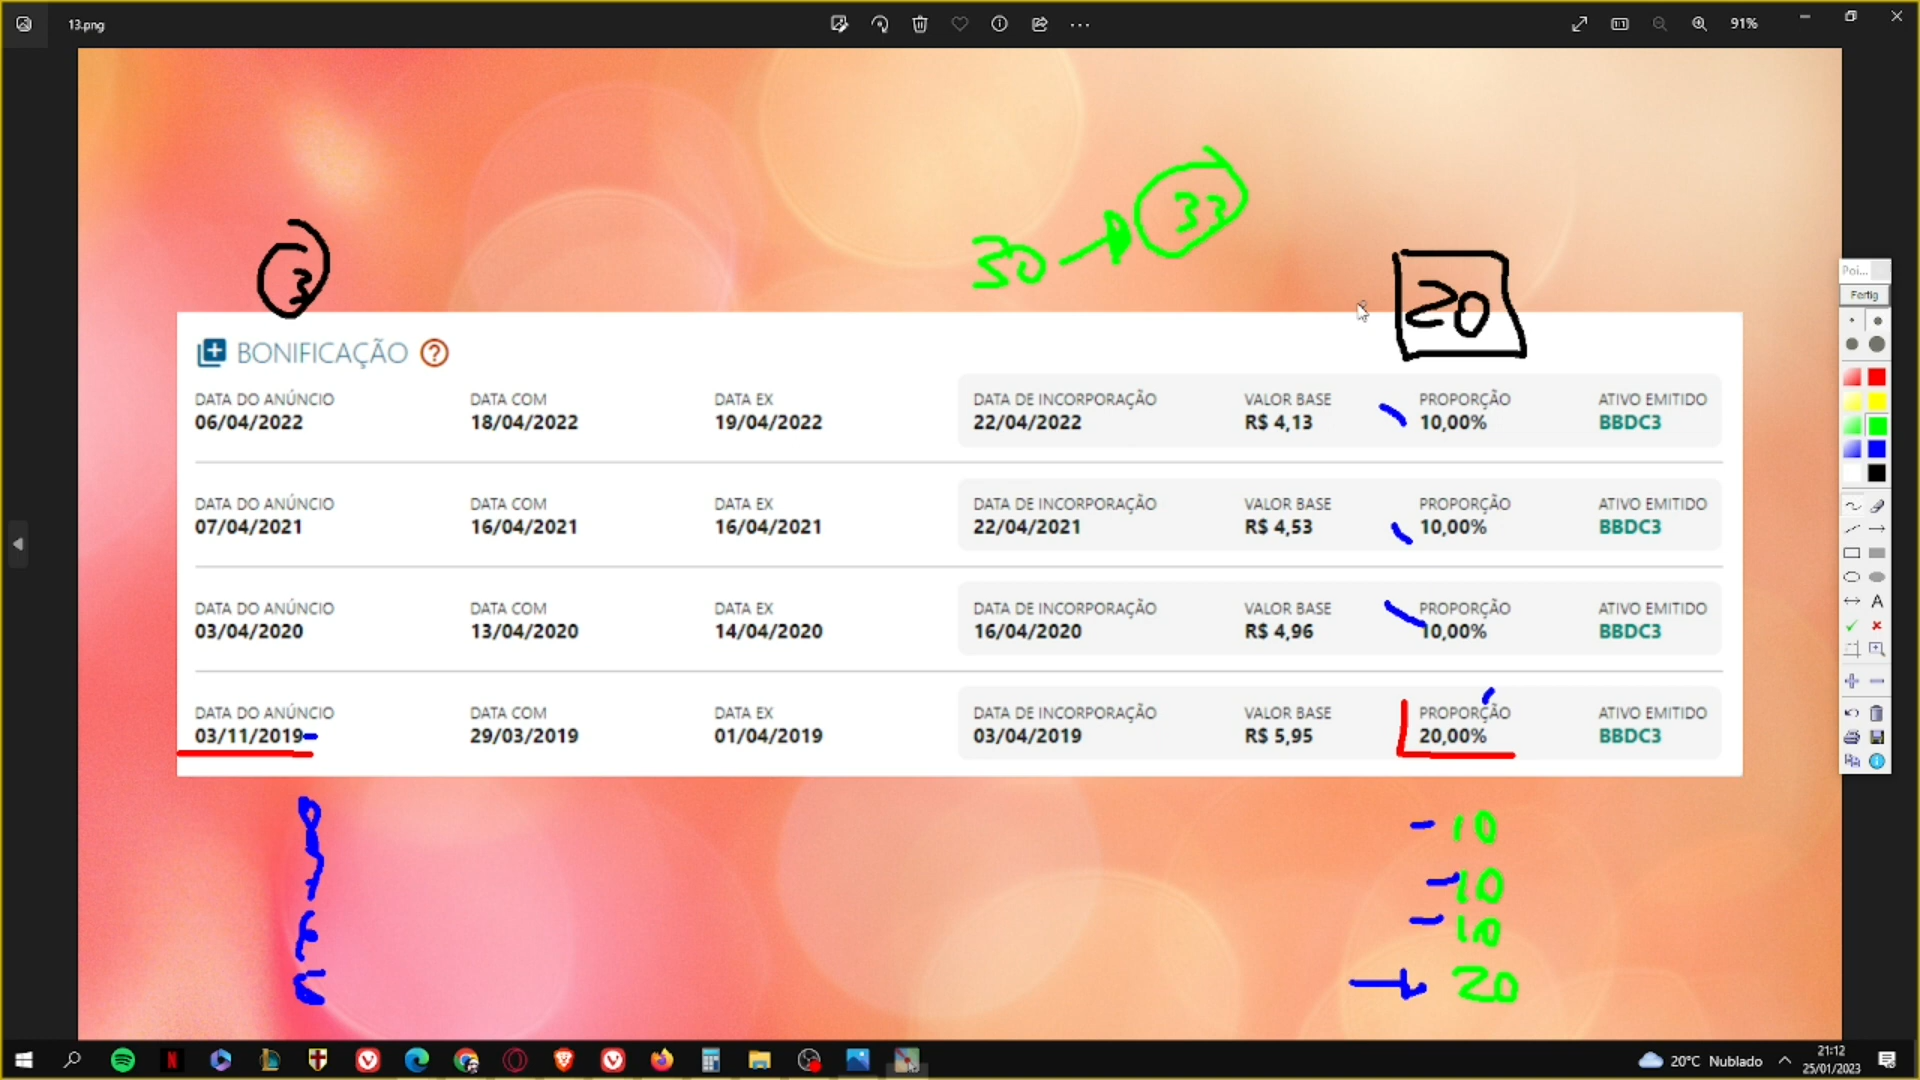 13.png
91%
30 → 33
3
20
BONIFICAÇÃO ?
DATA DO ANÚNCIO DATA COM DATA EX DATA DE INCORPORAÇÃO VALOR BASE PROPORÇÃO ATIVO EMITIDO
06/04/2022 18/04/2022 19/04/2022 22/04/2022 R$ 4,13 10,00% BBDC3
DATA DO ANÚNCIO DATA COM DATA EX DATA DE INCORPORAÇÃO VALOR BASE PROPORÇÃO ATIVO EMITIDO
07/04/2021 16/04/2021 16/04/2021 22/04/2021 R$ 4,53 10,00% BBDC3
DATA DO ANÚNCIO DATA COM DATA EX DATA DE INCORPORAÇÃO VALOR BASE PROPORÇÃO ATIVO EMITIDO
03/04/2020 13/04/2020 14/04/2020 16/04/2020 R$ 4,96 10,00% BBDC3
DATA DO ANÚNCIO DATA COM DATA EX DATA DE INCORPORAÇÃO VALOR BASE PROPORÇÃO ATIVO EMITIDO
03/11/2019 29/03/2019 01/04/2019 03/04/2019 R$ 5,95 20,00% BBDC3
- 10
- 10
- 10
→ 20
Poi...
Fertig
A
20°C Nublado
21:12
25/01/2023